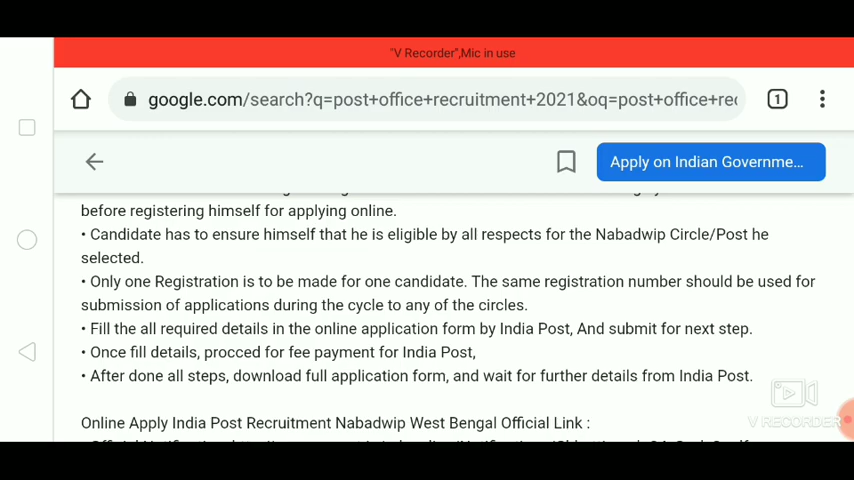 "V Recorder",Mic in use
google.com/search?q=post+office+recruitment+2021&oq=post+office+rec
1
Apply on Indian Governme...
before registering himself for applying online.
• Candidate has to ensure himself that he is eligible by all respects for the Nabadwip Circle/Post he
selected.
• Only one Registration is to be made for one candidate. The same registration number should be used for
submission of applications during the cycle to any of the circles.
• Fill the all required details in the online application form by India Post, And submit for next step.
• Once fill details, procced for fee payment for India Post,
• After done all steps, download full application form, and wait for further details from India Post.
V RECORDER
Online Apply India Post Recruitment Nabadwip West Bengal Official Link :